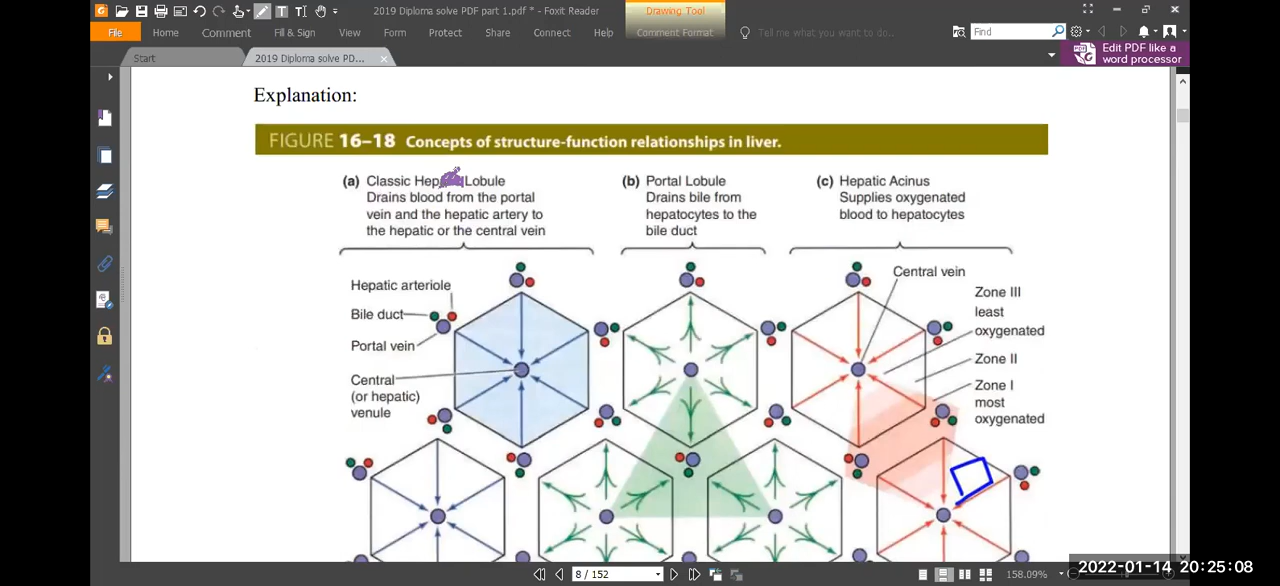 2019 Diploma solve PDF part 1.pdf * - Foxit Reader
Drawing Tool
File Home Comment Fill & Sign View Form Protect Share Connect Help Comment Format Tell me what you want to do.. Find
Start
2019 Diploma solve PD...
Edit PDF like a
word processor
Explanation:
FIGURE 16–18 Concepts of structure-function relationships in liver.
(a) Classic Lobule
Drains blood from the portal
vein and the hepatic artery to
the hepatic or the central vein
(b) Portal Lobule
Drains bile from
hepatocytes to the
bile duct
(c) Hepatic Acinus
Supplies oxygenated
blood to hepatocytes
Hepatic arteriole
Bile duct
Portal vein
Central
(or hepatic)
venule
Central vein
Zone III
least
oxygenated
Zone II
Zone I
most
oxygenated
8 / 152
158.09%
2022-01-14 20:25:08